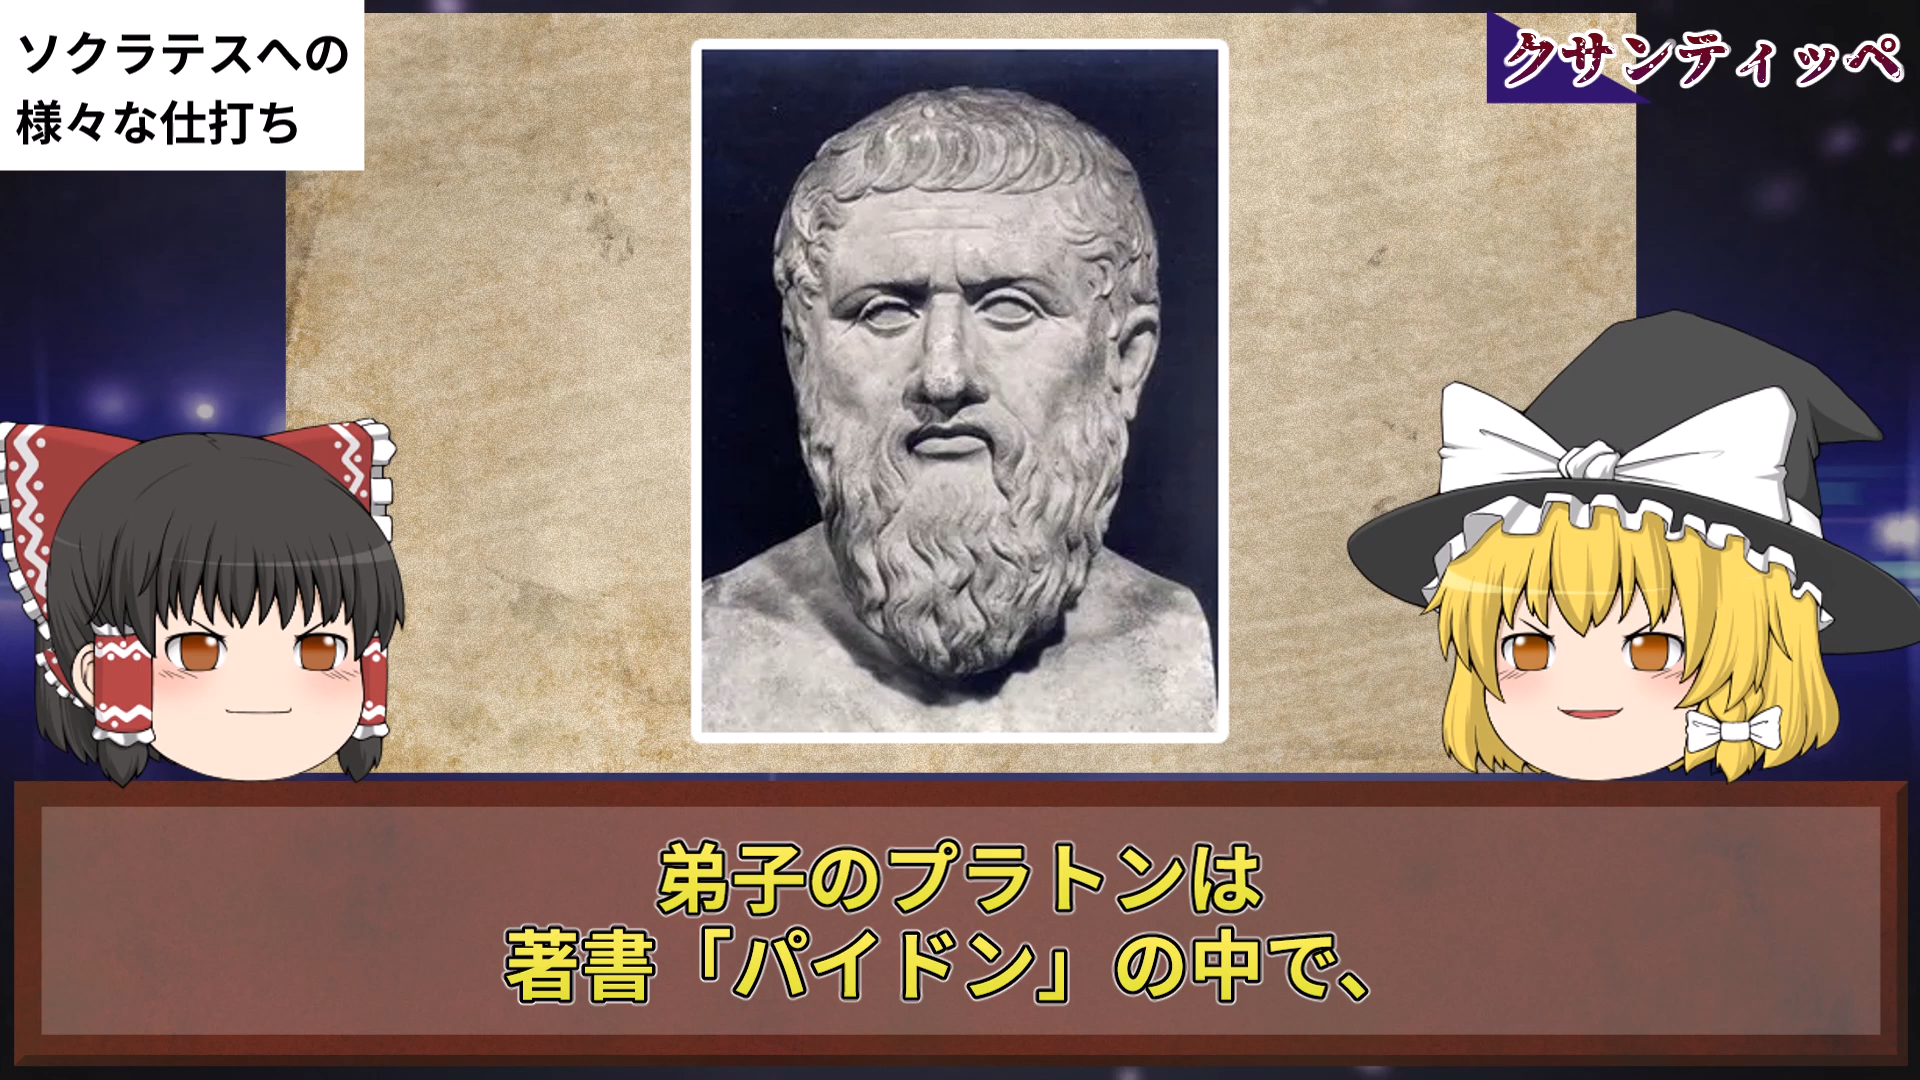 ソクラテスへの
様々な仕打ち
クサンティッペ
弟子のプラトンは
著書「パイドン」の中で、